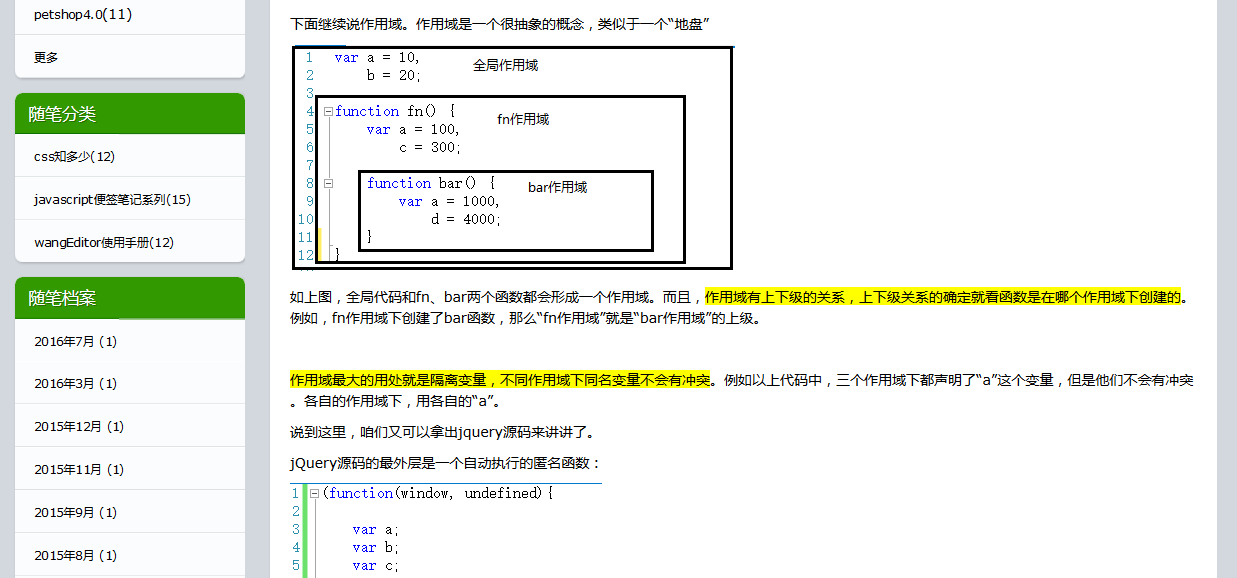 petshop4.0(11)
更多
随笔分类
css知多少(12)
javascript便签笔记系列(15)
wangEditor使用手册(12)
随笔档案
2016年7月 (1)
2016年3月 (1)
2015年12月 (1)
2015年11月 (1)
2015年9月 (1)
2015年8月 (1)
下面继续说作用域。作用域是一个很抽象的概念，类似于一个“地盘”
1 var a = 10, 全局作用域
2 b = 20;
3
4 function fn() { fn作用域
5 var a = 100,
6 c = 300;
7
8 function bar() { bar作用域
9 var a = 1000,
10 d = 4000;
11 }
12 }
如上图，全局代码和fn、bar两个函数都会形成一个作用域。而且，作用域有上下级的关系，上下级关系的确定就看函数是在哪个作用域下创建的。
例如，fn作用域下创建了bar函数，那么“fn作用域”就是“bar作用域”的上级。
作用域最大的用处就是隔离变量，不同作用域下同名变量不会有冲突。例如以上代码中，三个作用域下都声明了“a”这个变量，但是他们不会有冲突
。各自的作用域下，用各自的“a”。
说到这里，咱们又可以拿出jquery源码来讲讲了。
jQuery源码的最外层是一个自动执行的匿名函数：
1 (function(window, undefined) {
2
3 var a;
4 var b;
5 var c;